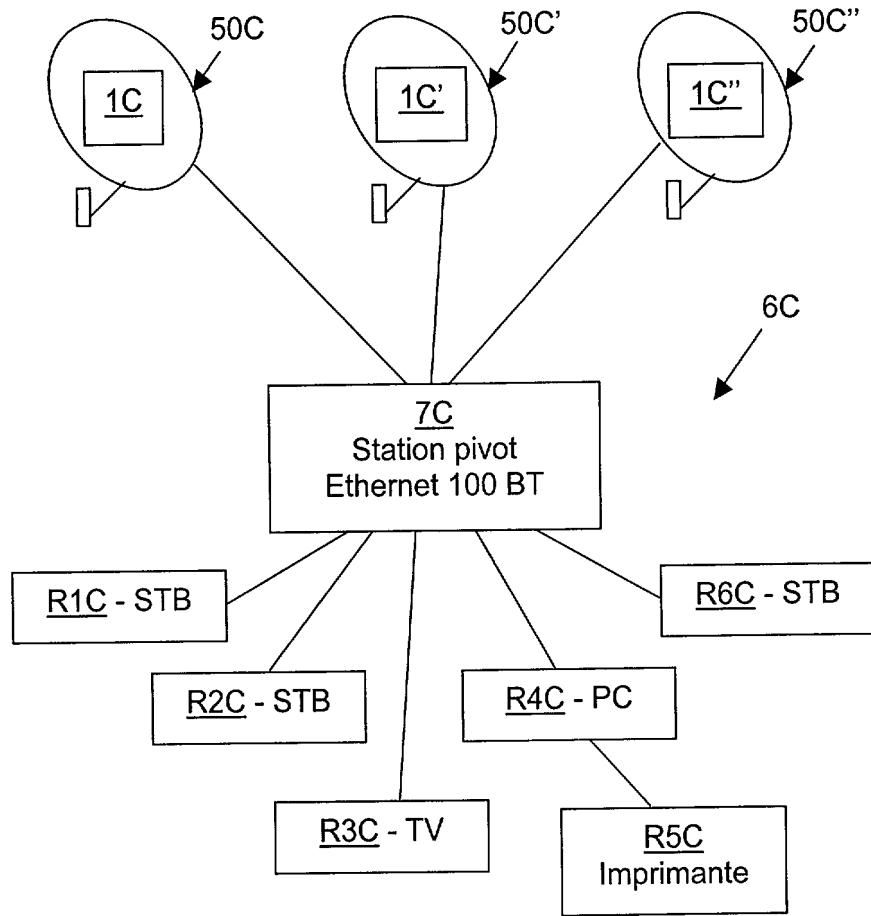 50C
50C'
50C"
1C
1C'
1C"
6C
7C
Station pivot
Ethernet 100 BT
R1C - STB
R6C - STB
R2C - STB
R4C - PC
R3C - TV
R5C
Imprimante